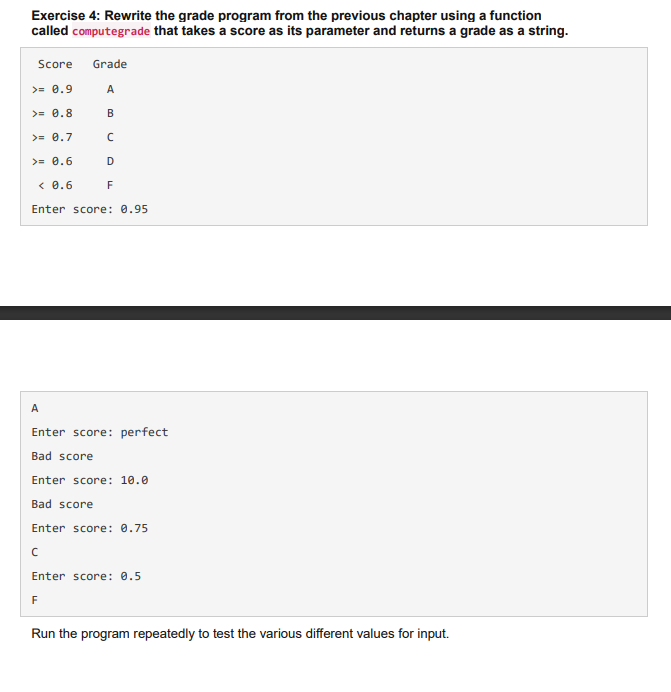 Exercise 4: Rewrite the grade program from the previous chapter using a function
called computegrade that takes a score as its parameter and returns a grade as a string.
Score Grade
>= 0.9 A
>= 0.8 B
>= 0.7 C
>= 0.6 D
< 0.6 F
Enter score: 0.95
A
Enter score: perfect
Bad score
Enter score: 10.0
Bad score
Enter score: 0.75
C
Enter score: 0.5
F
Run the program repeatedly to test the various different values for input.